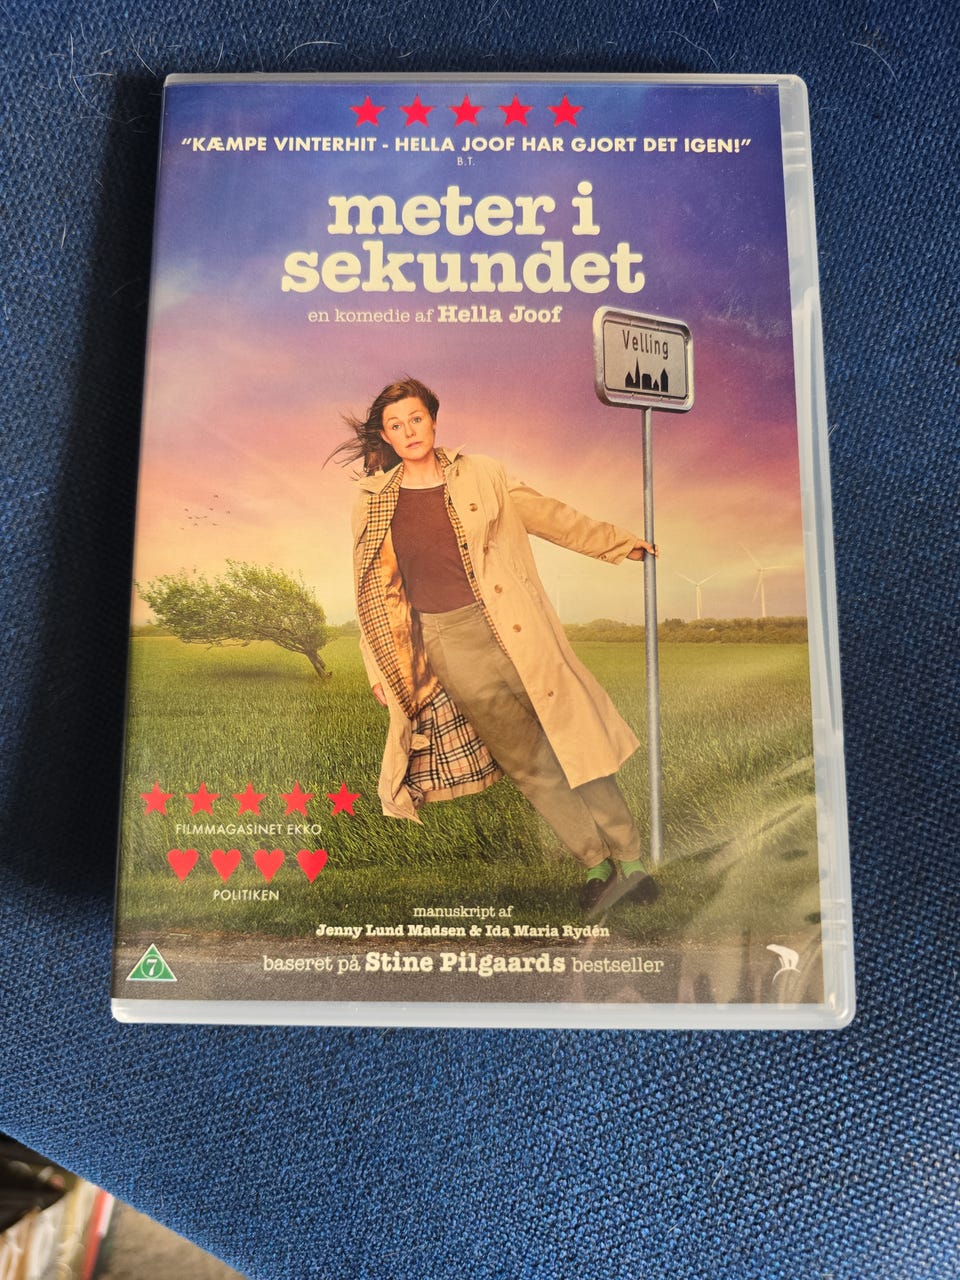 "KÆMPE VINTERHIT - HELLA JOOF HAR GJORT DET IGEN!"
B.T.
meter i
sekundet
en komedie af Hella Joof
Velling
FILMMAGASINET EKKO
POLITIKEN
manuskript af
Jenny Lund Madsen & Ida Maria Rydén
7
baseret på Stine Pilgaards bestseller